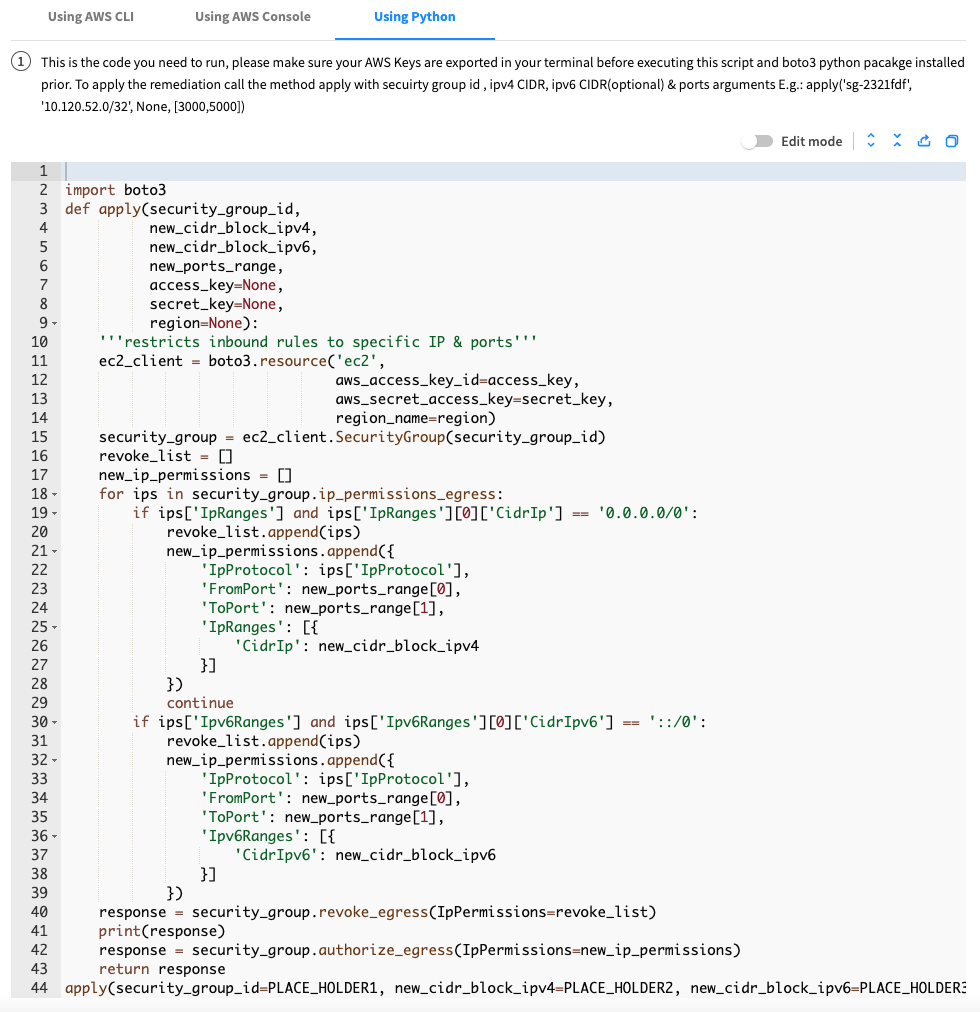 Using AWS CLI Using AWS Console Using Python
1 This is the code you need to run, please make sure your AWS Keys are exported in your terminal before executing this script and boto3 python pacakge installed
prior. To apply the remediation call the method apply with secuirty group id , ipv4 CIDR, ipv6 CIDR(optional) & ports arguments E.g.: apply('sg-2321fdf',
'10.120.52.0/32', None, [3000,5000])
Edit mode
1
2 import boto3
3 def apply(security_group_id,
4 new_cidr_block_ipv4,
5 new_cidr_block_ipv6,
6 new_ports_range,
7 access_key=None,
8 secret_key=None,
9 region=None):
10 '''restricts inbound rules to specific IP & ports'''
11 ec2_client = boto3.resource('ec2',
12 aws_access_key_id=access_key,
13 aws_secret_access_key=secret_key,
14 region_name=region)
15 security_group = ec2_client.SecurityGroup(security_group_id)
16 revoke_list = []
17 new_ip_permissions = []
18 for ips in security_group.ip_permissions_egress:
19 if ips['IpRanges'] and ips['IpRanges'][0]['CidrIp'] == '0.0.0.0/0':
20 revoke_list.append(ips)
21 new_ip_permissions.append({
22 'IpProtocol': ips['IpProtocol'],
23 'FromPort': new_ports_range[0],
24 'ToPort': new_ports_range[1],
25 'IpRanges': [{
26 'CidrIp': new_cidr_block_ipv4
27 }]
28 })
29 continue
30 if ips['Ipv6Ranges'] and ips['Ipv6Ranges'][0]['CidrIpv6'] == '::/0':
31 revoke_list.append(ips)
32 new_ip_permissions.append({
33 'IpProtocol': ips['IpProtocol'],
34 'FromPort': new_ports_range[0],
35 'ToPort': new_ports_range[1],
36 'Ipv6Ranges': [{
37 'CidrIpv6': new_cidr_block_ipv6
38 }]
39 })
40 response = security_group.revoke_egress(IpPermissions=revoke_list)
41 print(response)
42 response = security_group.authorize_egress(IpPermissions=new_ip_permissions)
43 return response
44 apply(security_group_id=PLACE_HOLDER1, new_cidr_block_ipv4=PLACE_HOLDER2, new_cidr_block_ipv6=PLACE_HOLDER3